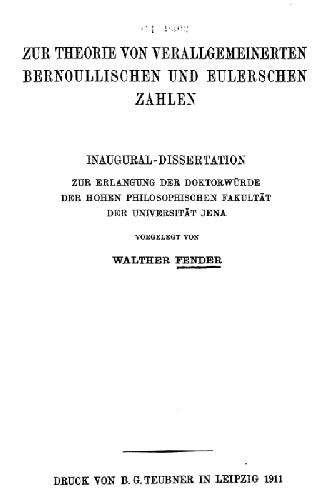 ZUR THEORIE VON VERALLGEMEINERTEN
BERNOULLISCHEN UND EULERSCHEN
ZAHLEN
INAUGURAL-DISSERTATION
ZUR ERLANGUNG DER DOKTORWÜRDE
DER HOHEN PHILOSOPHISCHEN FAKULTÄT
DER UNIVERSITÄT JENA
VORGELEGT VON
WALTHER FENDER
DRUCK VON B. G. TEUBNER IN LEIPZIG 1911